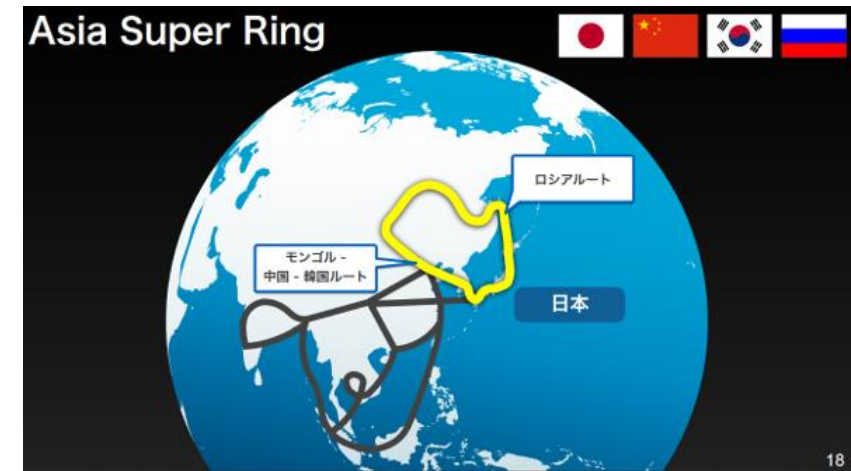 Asia Super Ring
ロシアルート
モンゴル -
中国 - 韓国ルート
日本
18